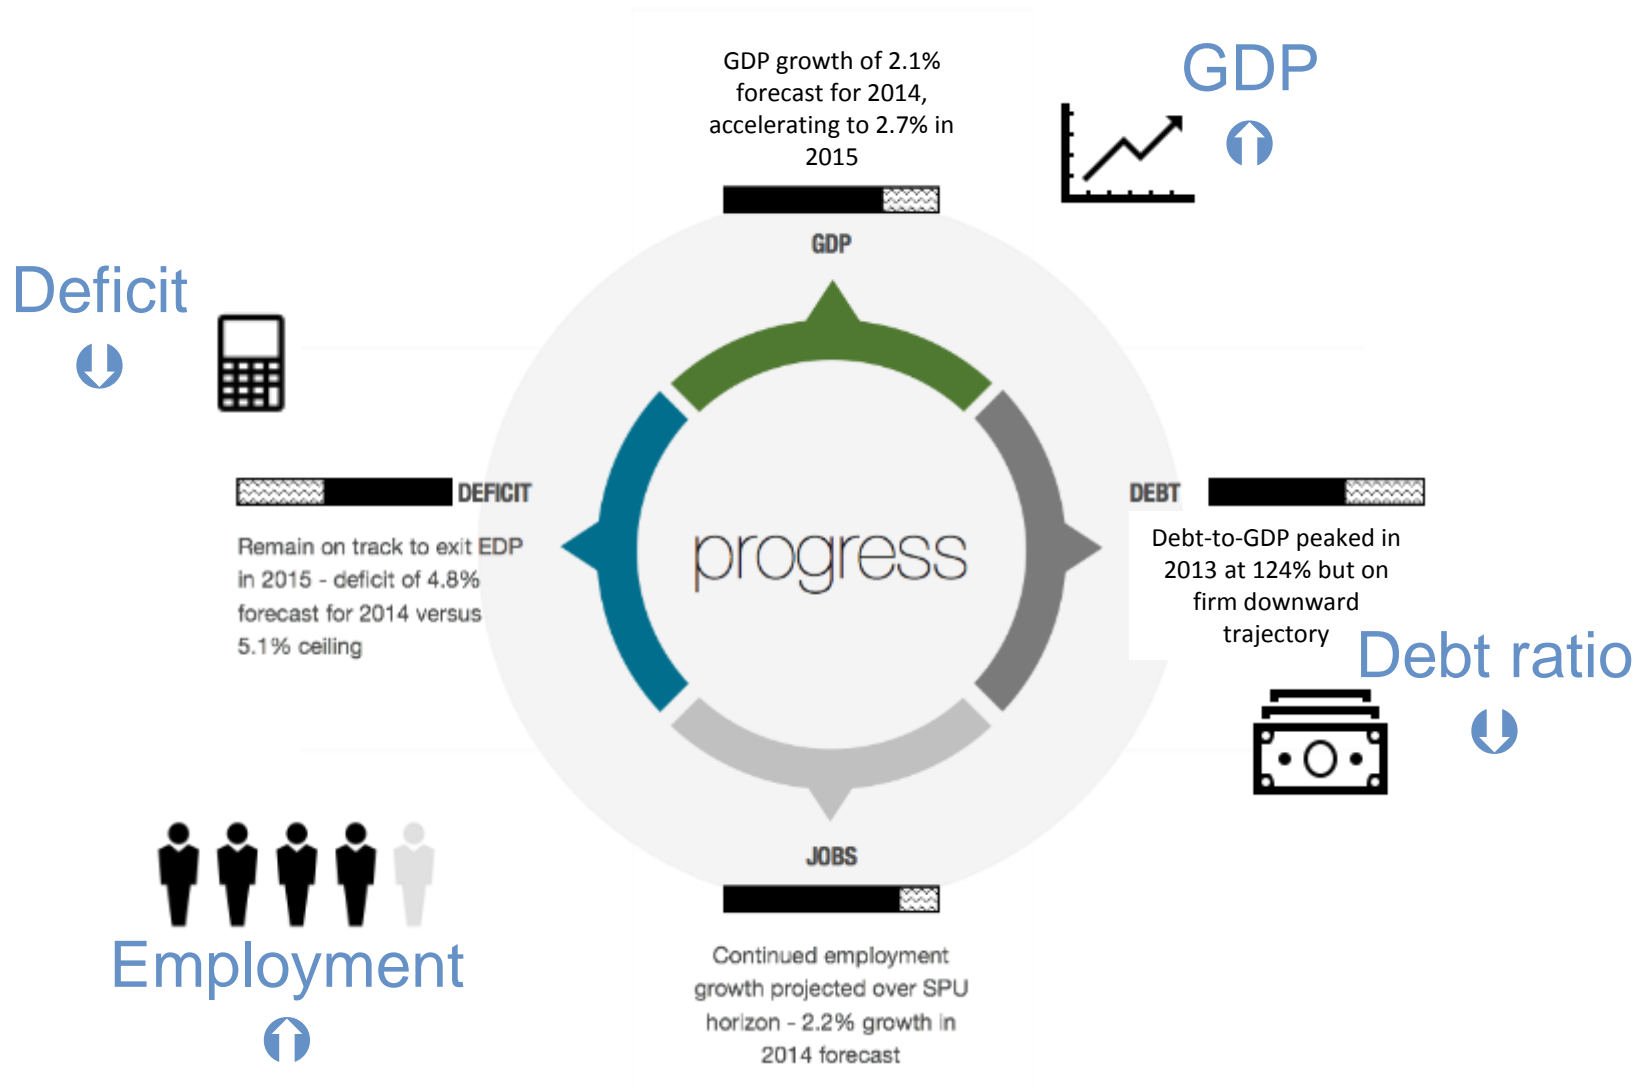 GDP growth of 2.1%
forecast for 2014,
accelerating to 2.7% in
2015
GDP
GDP
Deficit
DEFICIT
Remain on track to exit EDP
in 2015 - deficit of 4.8%
forecast for 2014 versus
5.1% ceiling
progress
DEBT
Debt-to-GDP peaked in
2013 at 124% but on
firm downward
trajectory
Debt ratio
JOBS
Employment
Continued employment
growth projected over SPU
horizon - 2.2% growth in
2014 forecast